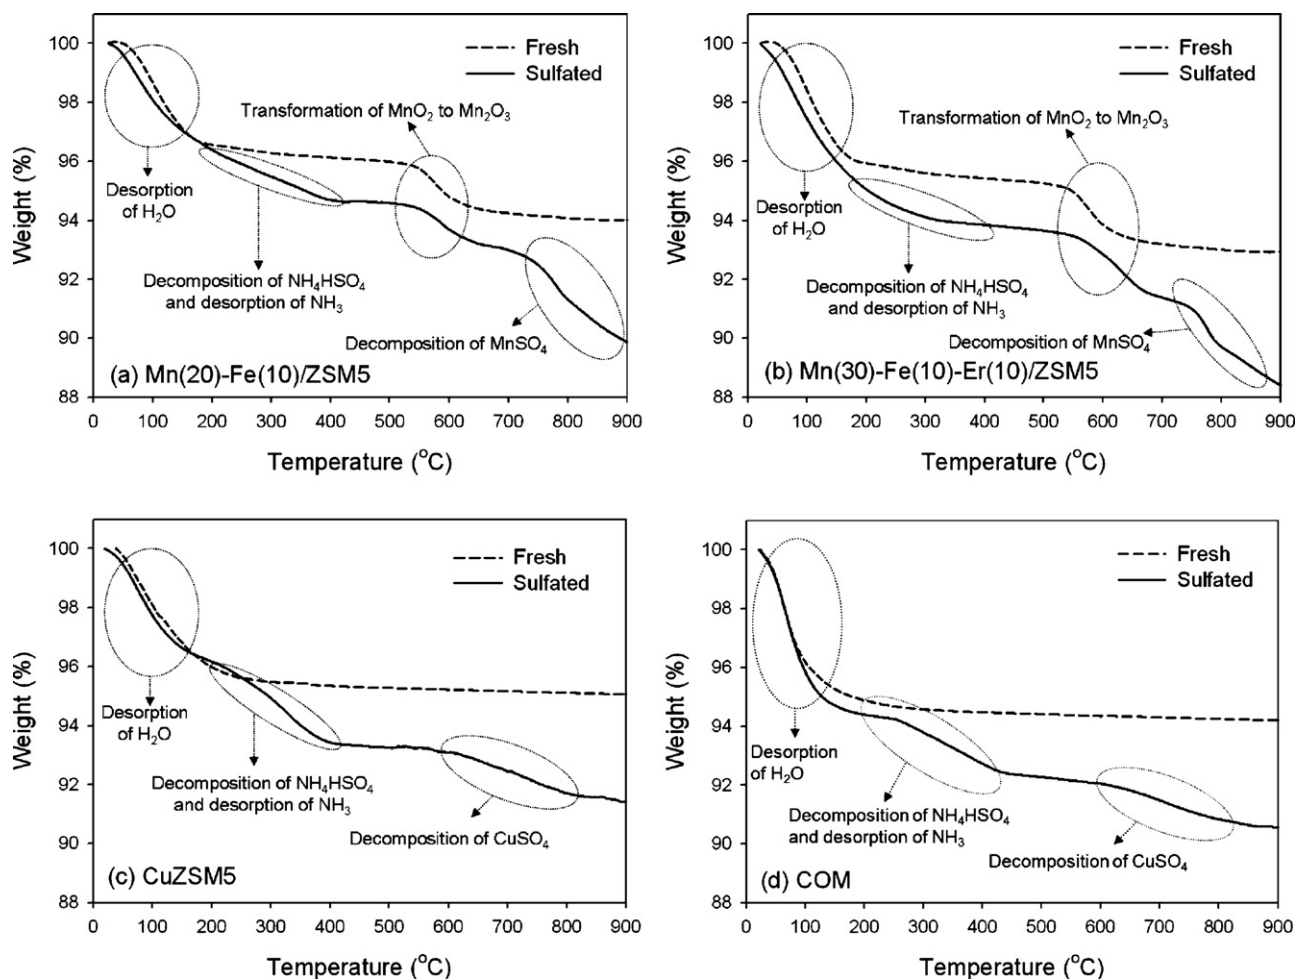 100
98
96
94
92
90
88
Weight (%)
Fresh
Sulfated
Transformation of MnO2 to Mn2O3
Desorption
of H2O
Decomposition of NH4HSO4
and desorption of NH3
Decomposition of MnSO4
(a) Mn(20)-Fe(10)/ZSM5
0 100 200 300 400 500 600 700 800 900
Temperature (oC)
100
98
96
94
92
90
88
Weight (%)
Fresh
Sulfated
Transformation of MnO2 to Mn2O3
Desorption
of H2O
Decomposition of NH4HSO4
and desorption of NH3
Decomposition of MnSO4
(b) Mn(30)-Fe(10)-Er(10)/ZSM5
0 100 200 300 400 500 600 700 800 900
Temperature (oC)
100
98
96
94
92
90
88
Weight (%)
Fresh
Sulfated
Desorption
of H2O
Decomposition of NH4HSO4
and desorption of NH3
Decomposition of CuSO4
(c) CuZSM5
0 100 200 300 400 500 600 700 800 900
Temperature (oC)
100
98
96
94
92
90
88
Weight (%)
Fresh
Sulfated
Desorption
of H2O
Decomposition of NH4HSO4
and desorption of NH3
Decomposition of CuSO4
(d) COM
0 100 200 300 400 500 600 700 800 900
Temperature (oC)